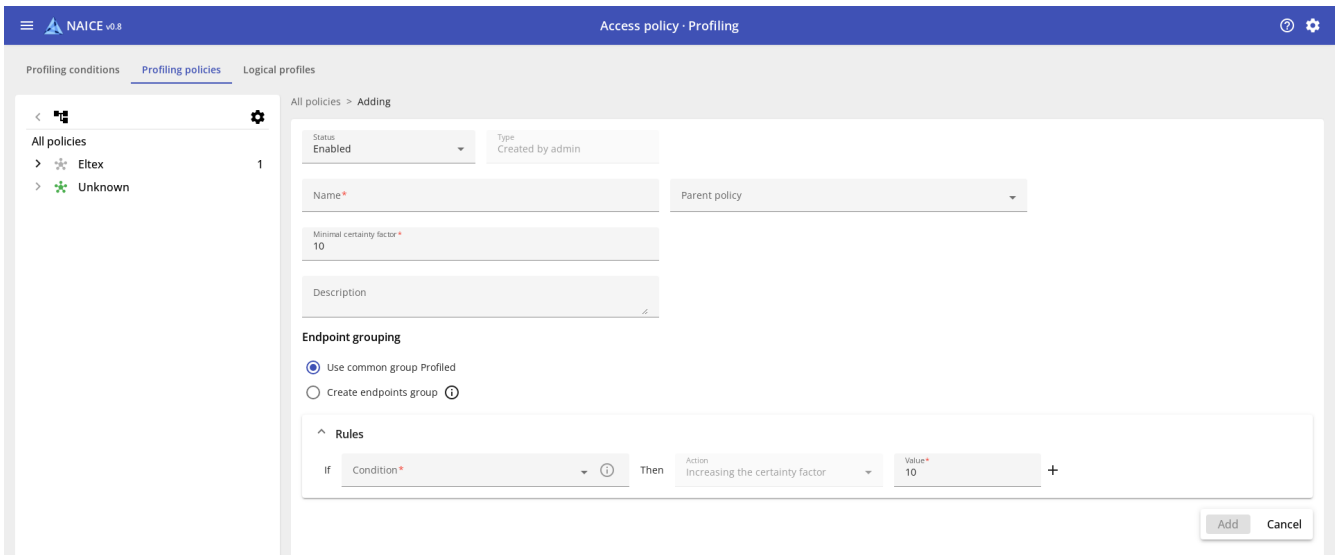 NAICE v0.8
Access policy · Profiling
Profiling conditions Profiling policies Logical profiles
All policies > Adding
All policies
Eltex 1
Unknown
Status
Enabled
Type
Created by admin
Name*
Parent policy
Minimal certainty factor*
10
Description
Endpoint grouping
Use common group Profiled
Create endpoints group
Rules
If Condition* Then
Action
Increasing the certainty factor
Value*
10
Add Cancel